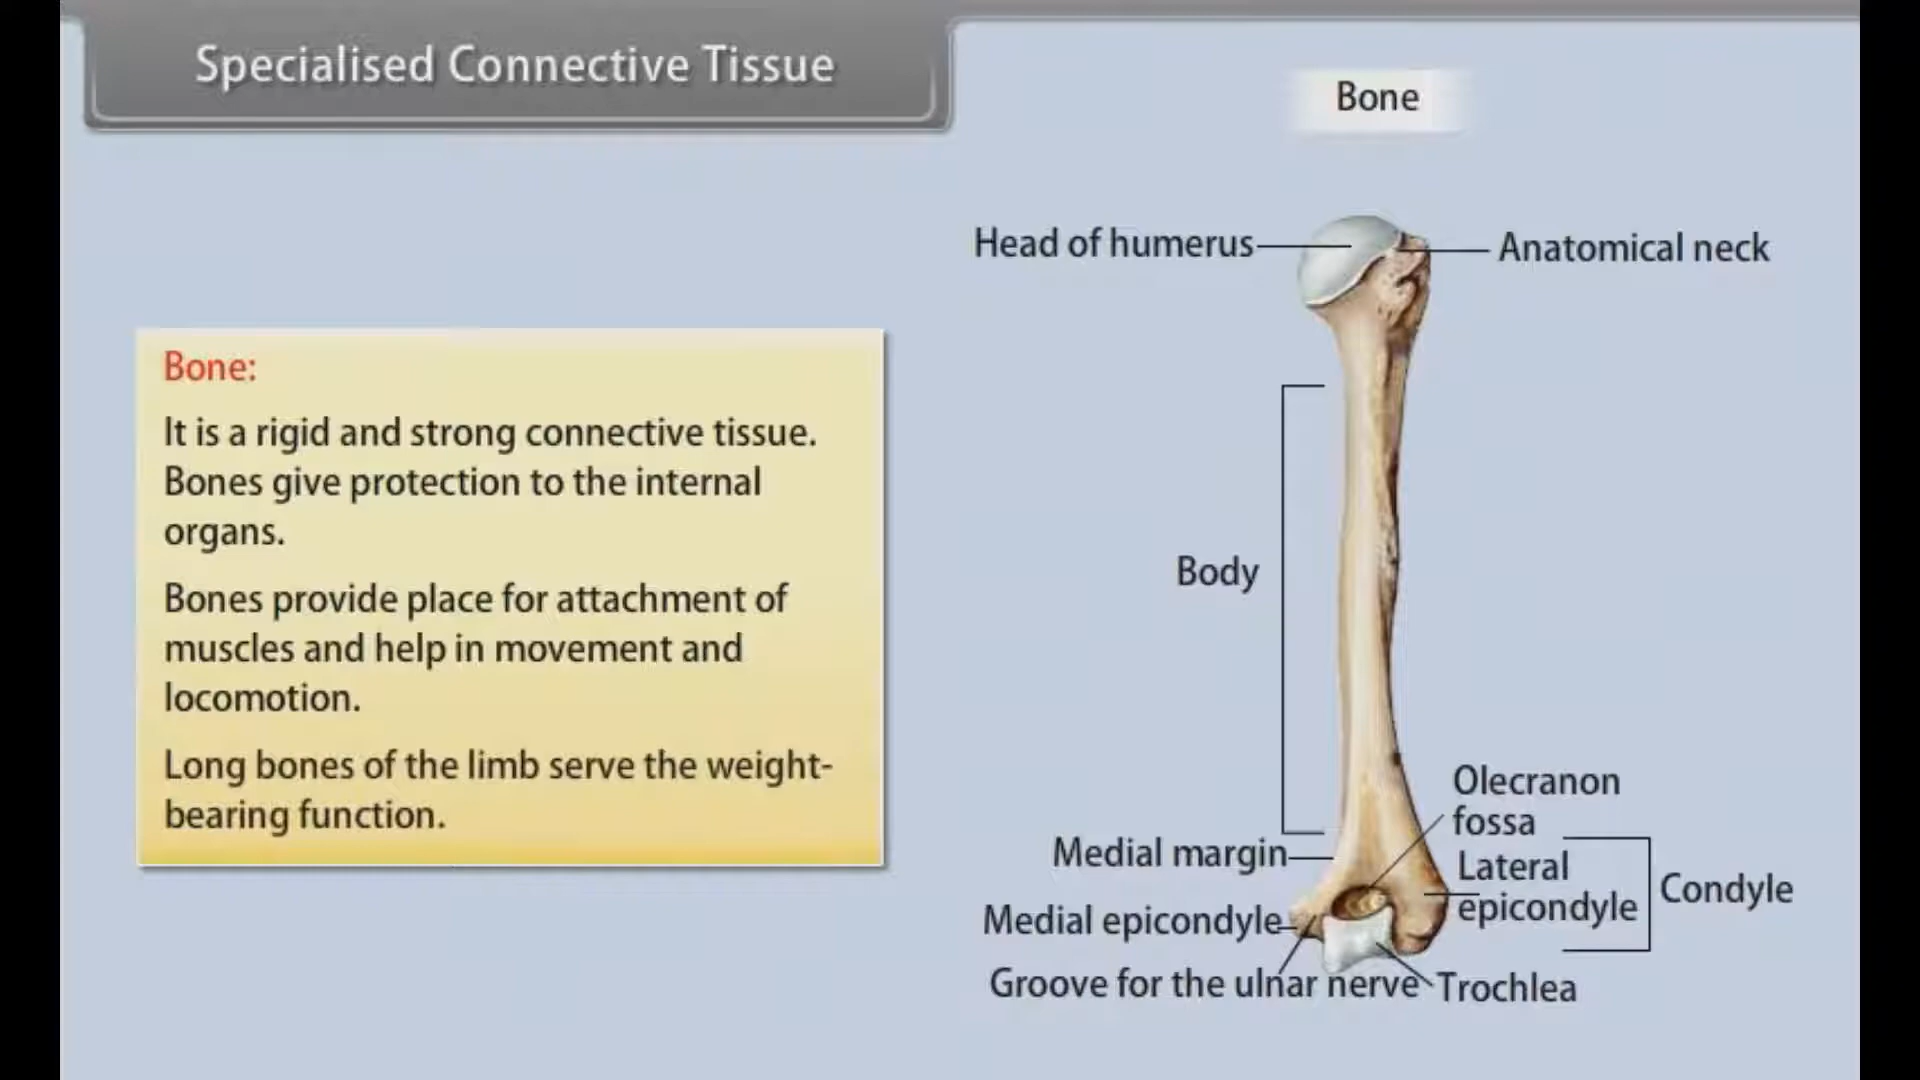 Specialised Connective Tissue
Bone:
It is a rigid and strong connective tissue.
Bones give protection to the internal
organs.
Bones provide place for attachment of
muscles and help in movement and
locomotion.
Long bones of the limb serve the weight-
bearing function.
Bone
Head of humerus
Anatomical neck
Body
Olecranon
fossa
Medial margin
Lateral
epicondyle
Condyle
Medial epicondyle
Groove for the ulnar nerve
Trochlea